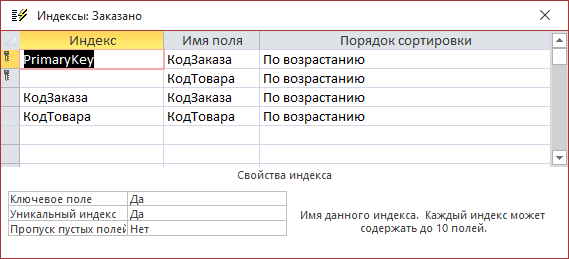 Индексы: Заказано
Индекс Имя поля Порядок сортировки
PrimaryKey КодЗаказа По возрастанию
КодТовара По возрастанию
КодЗаказа КодЗаказа По возрастанию
КодТовара КодТовара По возрастанию
Свойства индекса
Ключевое поле Да
Уникальный индекс Да
Пропуск пустых полей Нет
Имя данного индекса. Каждый индекс может
содержать до 10 полей.